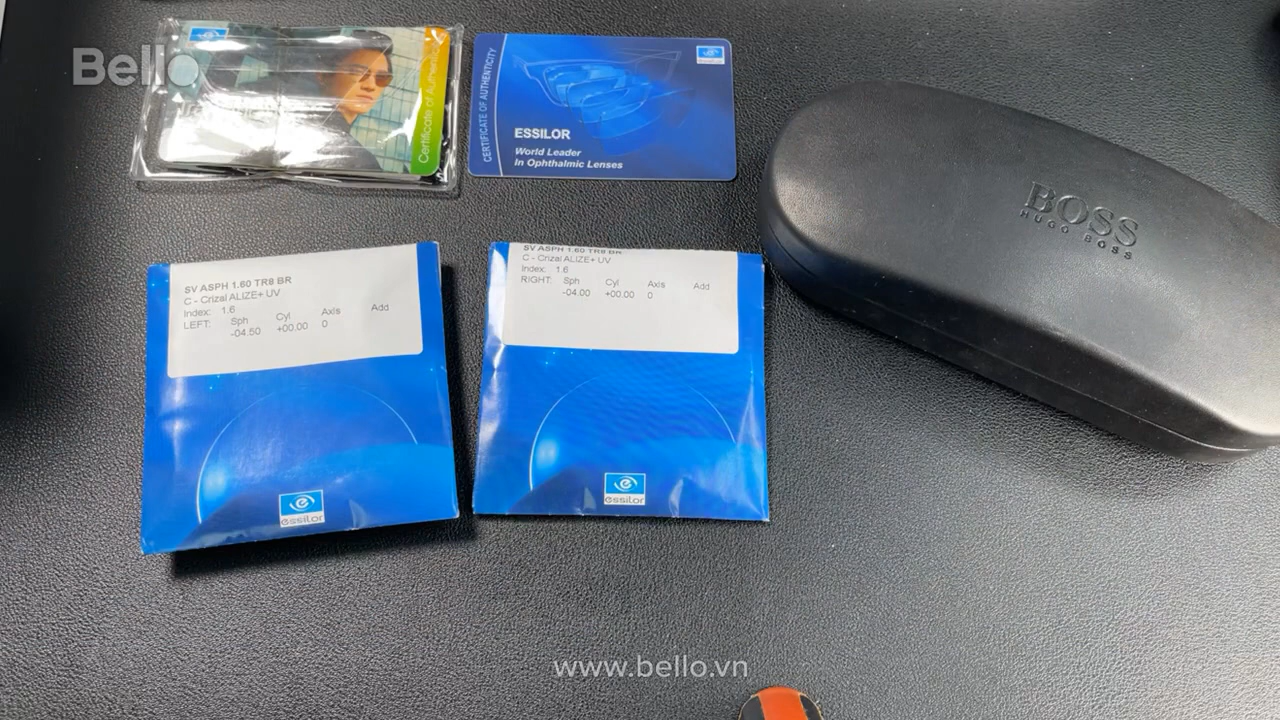 Bello
Certificate of Authenticity
CERTIFICATE OF AUTHENTICITY
essilor
ESSILOR
World Leader
In Ophthalmic Lenses
BOSS
HUGO BOSS
SV ASPH 1.60 TR8 BR
C - Crizal ALIZE+ UV
Index: 1.6
LEFT: Sph Cyl Axis Add
-04.50 +00.00 0
essilor
SV ASPH 1.60 TR8 BR
C - Crizal ALIZE+ UV
Index: 1.6
RIGHT: Sph Cyl Axis Add
-04.00 +00.00 0
essilor
www.bello.vn